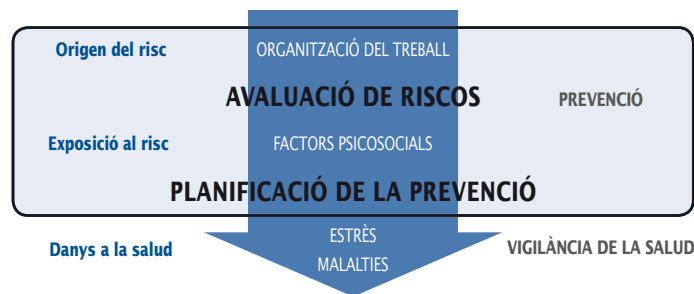 Origen del risc
ORGANITZACIÓ DEL TREBALL
AVALUACIÓ DE RISCOS
PREVENCIÓ
Exposició al risc
FACTORS PSICOSOCIALS
PLANIFICACIÓ DE LA PREVENCIÓ
Danys a la salud
ESTRÈS
MALALTIES
VIGILÀNCIA DE LA SALUD